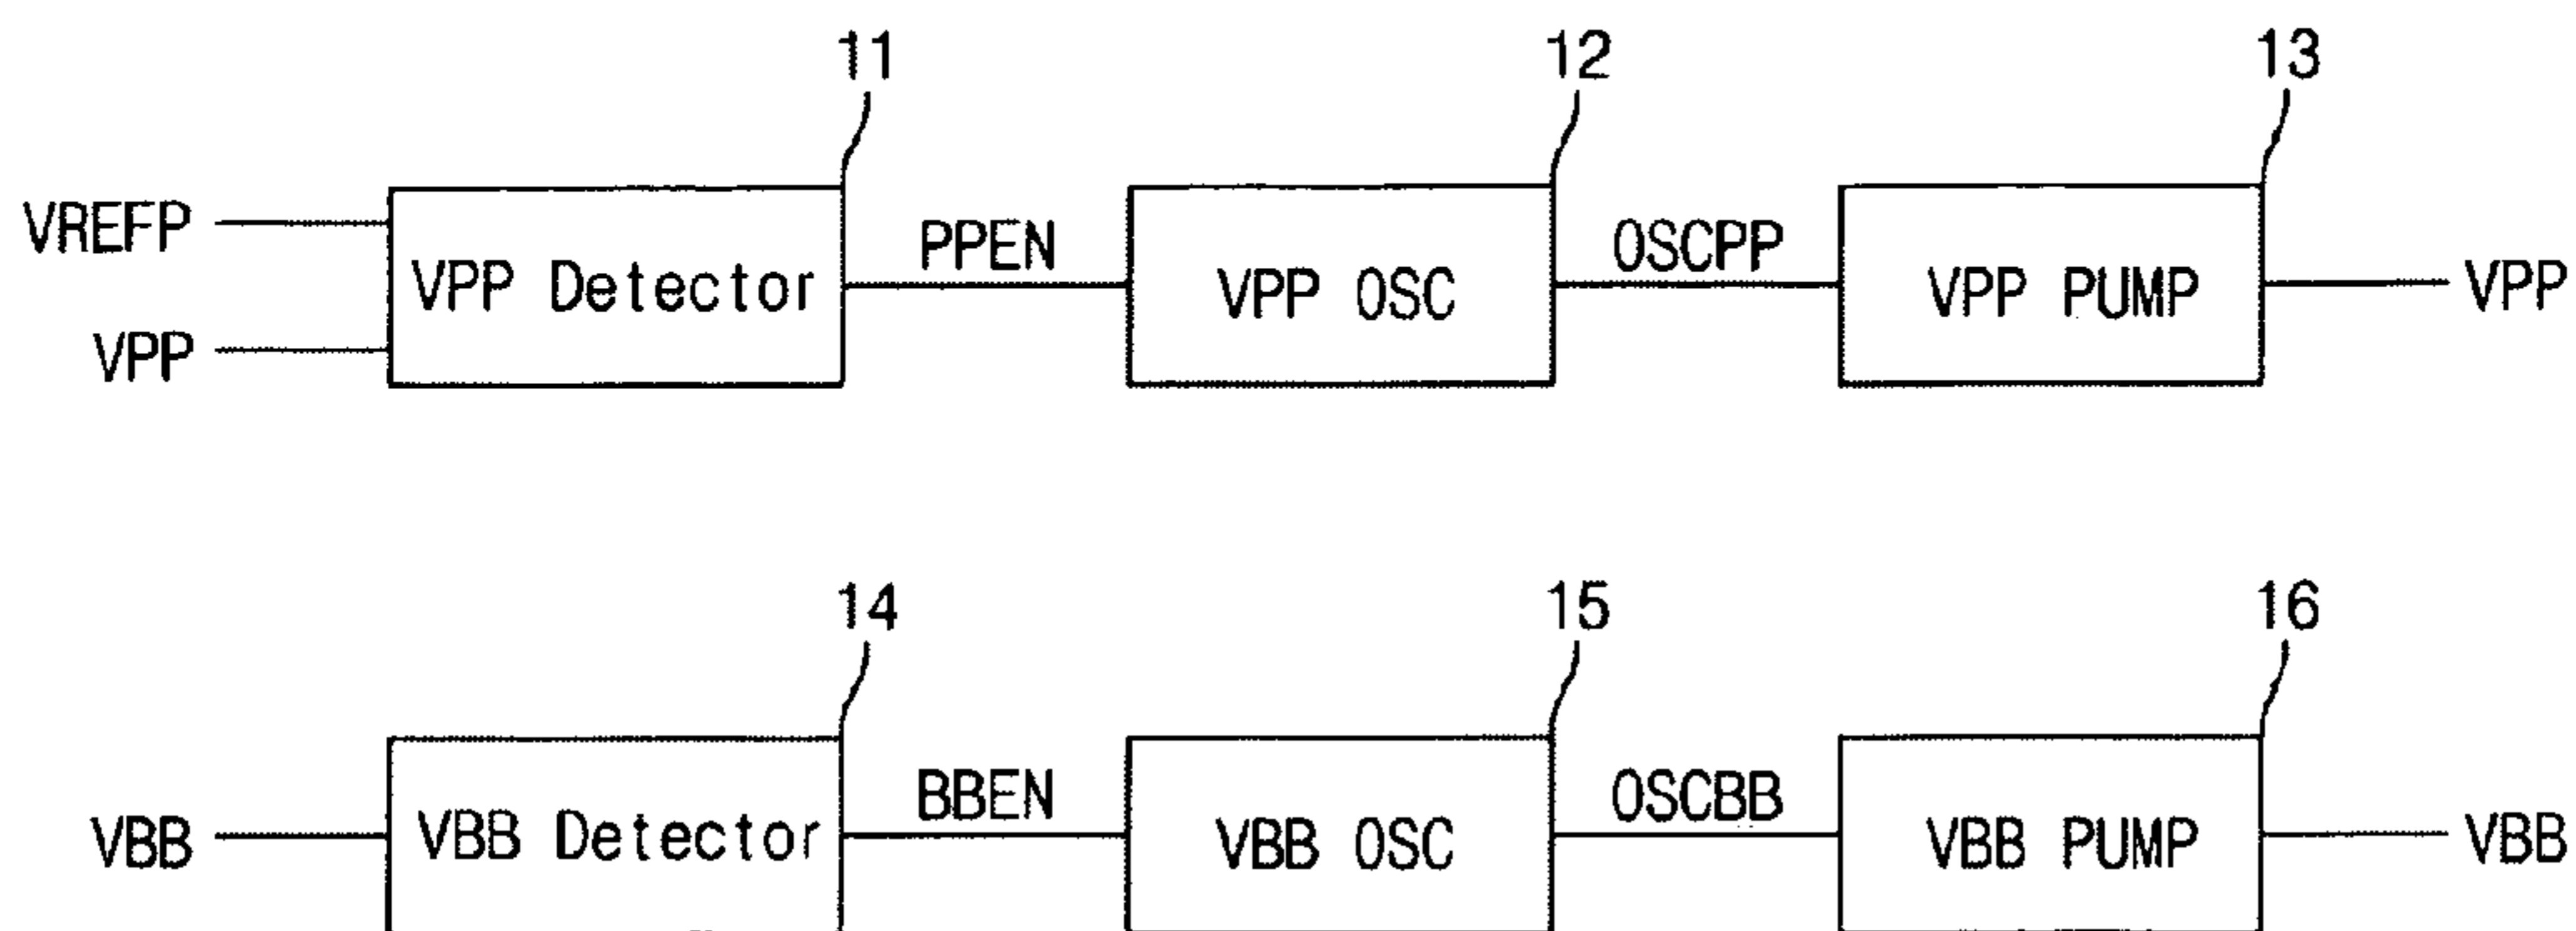 11
12
13
VREFP
VPP
VPP Detector
PPEN
VPP OSC
OSCPP
VPP PUMP
VPP
14
15
16
VBB
VBB Detector
BBEN
VBB OSC
OSCBB
VBB PUMP
VBB